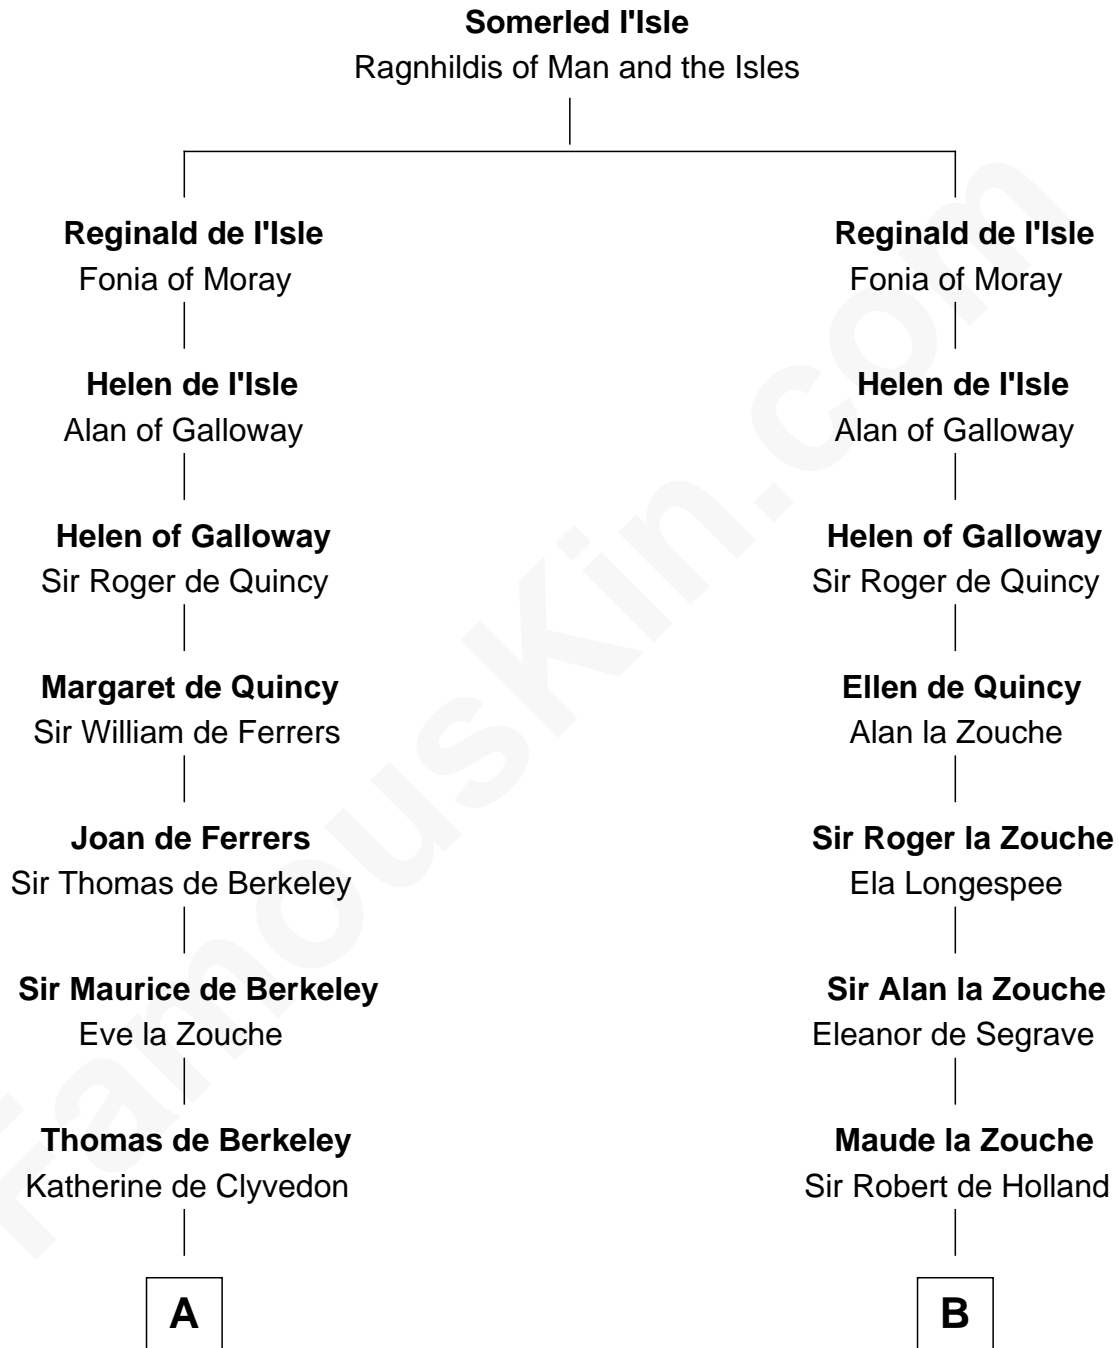 Somerled I'Isle
Ragnhildis of Man and the Isles
Reginald de I'Isle
Fonia of Moray
Helen de I'Isle
Alan of Galloway
Helen of Galloway
Sir Roger de Quincy
Margaret de Quincy
Sir William de Ferrers
Joan de Ferrers
Sir Thomas de Berkeley
Sir Maurice de Berkeley
Eve la Zouche
Thomas de Berkeley
Katherine de Clyvedon
A
Reginald de I'Isle
Fonia of Moray
Helen de I'Isle
Alan of Galloway
Helen of Galloway
Sir Roger de Quincy
Ellen de Quincy
Alan la Zouche
Sir Roger la Zouche
Ela Longespee
Sir Alan la Zouche
Eleanor de Segrave
Maude la Zouche
Sir Robert de Holland
B
FamousKin.com